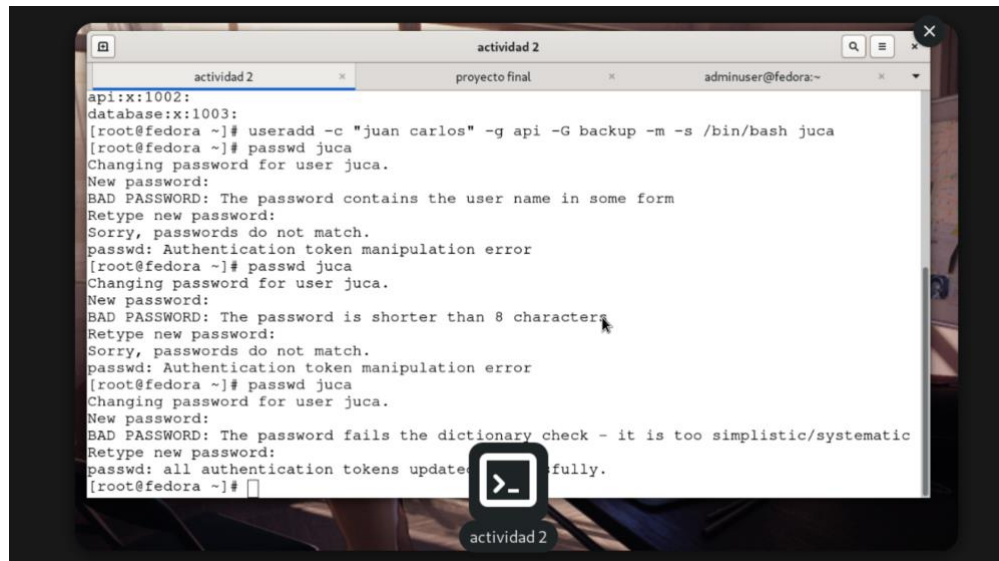 actividad 2
actividad 2
proyecto final
adminuser@fedora:~
api:x:1002:
database:x:1003:
[root@fedora ~]# useradd -c "juan carlos" -g api -G backup -m -s /bin/bash juca
[root@fedora ~]# passwd juca
Changing password for user juca.
New password:
BAD PASSWORD: The password contains the user name in some form
Retype new password:
Sorry, passwords do not match.
passwd: Authentication token manipulation error
[root@fedora ~]# passwd juca
Changing password for user juca.
New password:
BAD PASSWORD: The password is shorter than 8 characters
Retype new password:
Sorry, passwords do not match.
passwd: Authentication token manipulation error
[root@fedora ~]# passwd juca
Changing password for user juca.
New password:
BAD PASSWORD: The password fails the dictionary check - it is too simplistic/systematic
Retype new password:
passwd: all authentication tokens update sfully.
[root@fedora ~]#
actividad 2